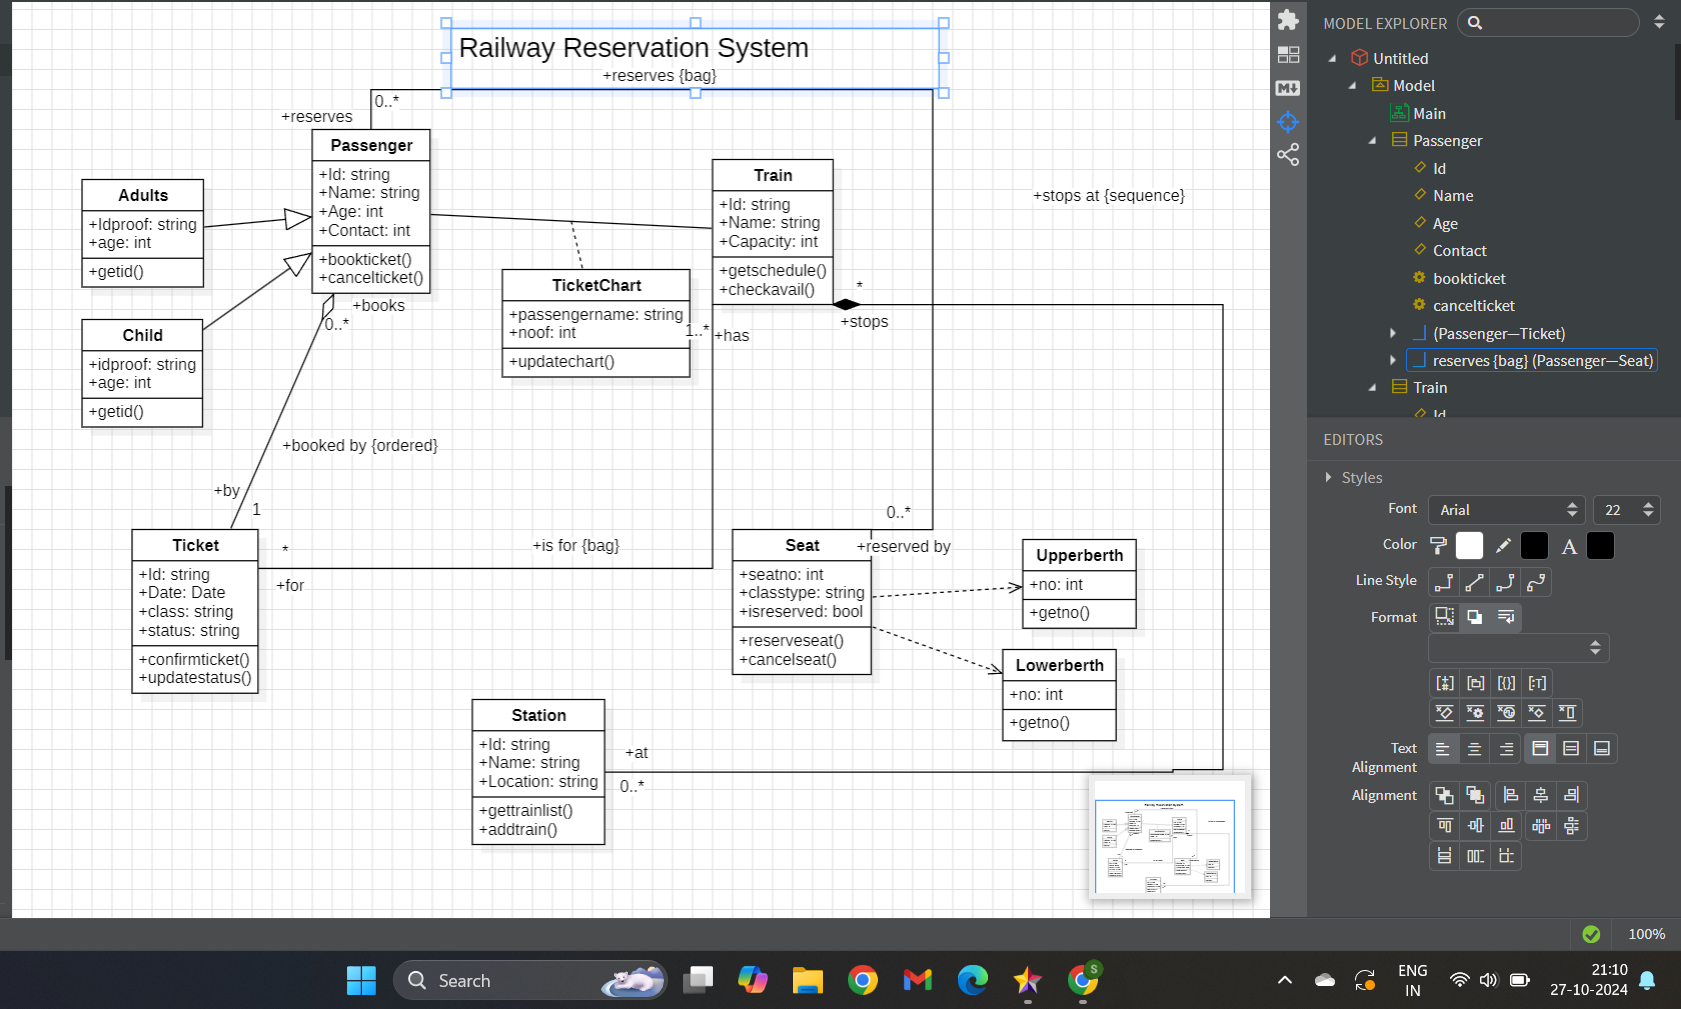 Railway Reservation System
+reserves {bag}
0..*
+reserves
Passenger
+Id: string
+Name: string
+Age: int
+Contact: int
+bookticket()
+cancelticket()
Adults
+Idproof: string
+age: int
+getid()
Child
+idproof: string
+age: int
+getid()
Train
+Id: string
+Name: string
+Capacity: int
+getschedule()
+checkavail()
+stops at {sequence}
TicketChart
+passengername: string
+noof: int
+updatechart()
+books
0..*
1..*
+has
*
+stops
+booked by {ordered}
+by
1
Ticket
+Id: string
+Date: Date
+class: string
+status: string
+confirmticket()
+updatestatus()
*
+for
+is for {bag}
0..*
+reserved by
Seat
+seatno: int
+classtype: string
+isreserved: bool
+reserveseat()
+cancelseat()
Upperberth
+no: int
+getno()
Lowerberth
+no: int
+getno()
Station
+Id: string
+Name: string
+Location: string
+gettrainlist()
+addtrain()
+at
0..*
MODEL EXPLORER
Untitled
Model
Main
Passenger
Id
Name
Age
Contact
bookticket
cancelticket
(Passenger—Ticket)
reserves {bag} (Passenger—Seat)
Train
Id
EDITORS
Styles
Font
Arial
22
Color
A
Line Style
Format
Text
Alignment
Alignment
100%
Search
ENG
IN
21:10
27-10-2024
S